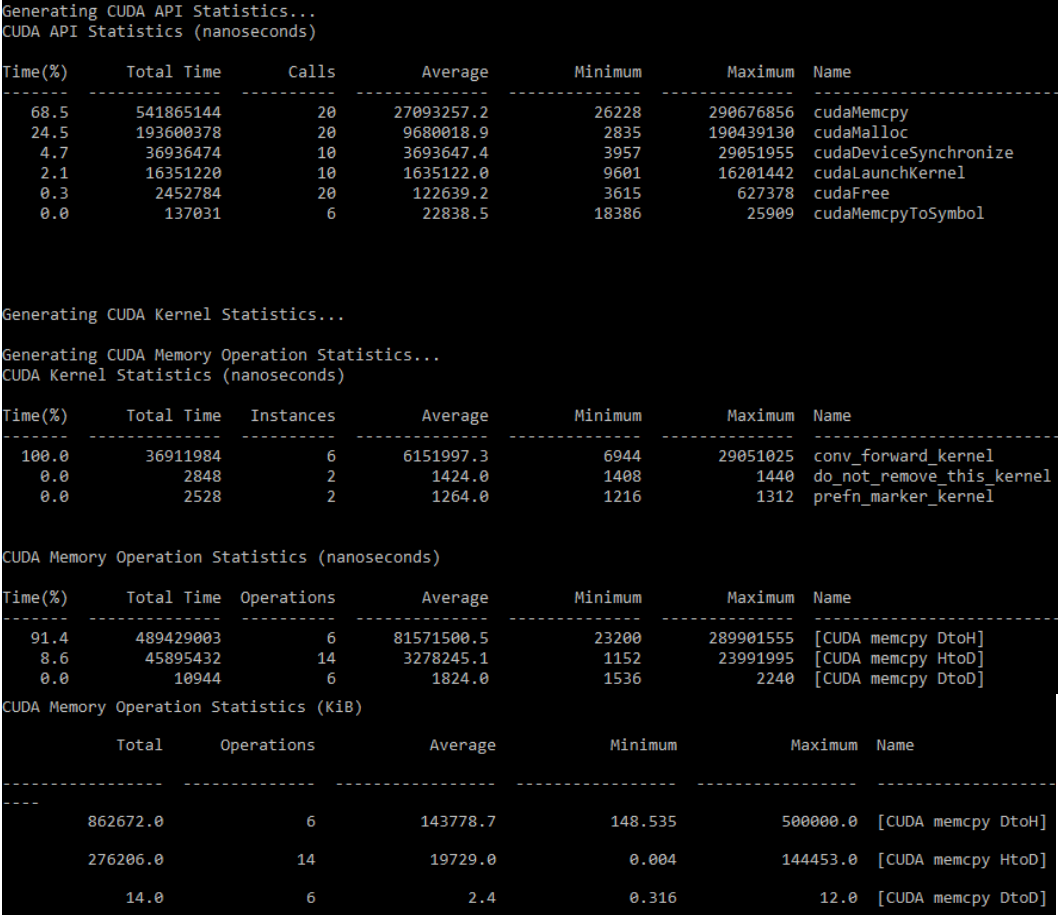 Generating CUDA API Statistics...
CUDA API Statistics (nanoseconds)
Time(%) Total Time Calls Average Minimum Maximum Name
------- -------------- ---------- -------------- -------------- -------------- --------------------------
68.5 541865144 20 27093257.2 26228 290676856 cudaMemcpy
24.5 193600378 20 9680018.9 2835 190439130 cudaMalloc
4.7 36936474 10 3693647.4 3957 29051955 cudaDeviceSynchronize
2.1 16351220 10 1635122.0 9601 16201442 cudaLaunchKernel
0.3 2452784 20 122639.2 3615 627378 cudaFree
0.0 137031 6 22838.5 18386 25909 cudaMemcpyToSymbol
Generating CUDA Kernel Statistics...
Generating CUDA Memory Operation Statistics...
CUDA Kernel Statistics (nanoseconds)
Time(%) Total Time Instances Average Minimum Maximum Name
------- -------------- ---------- -------------- -------------- -------------- --------------------------
100.0 36911984 6 6151997.3 6944 29051025 conv_forward_kernel
0.0 2848 2 1424.0 1408 1440 do_not_remove_this_kernel
0.0 2528 2 1264.0 1216 1312 prefn_marker_kernel
CUDA Memory Operation Statistics (nanoseconds)
Time(%) Total Time Operations Average Minimum Maximum Name
------- -------------- ---------- -------------- -------------- -------------- --------------------------
91.4 489429003 6 81571500.5 23200 289901555 [CUDA memcpy DtoH]
8.6 45895432 14 3278245.1 1152 23991995 [CUDA memcpy HtoD]
0.0 10944 6 1824.0 1536 2240 [CUDA memcpy DtoD]
CUDA Memory Operation Statistics (KiB)
Total Operations Average Minimum Maximum Name
----------------- -------------- ----------------- ----------------- ----------------- -------------------
----
862672.0 6 143778.7 148.535 500000.0 [CUDA memcpy DtoH]
276206.0 14 19729.0 0.004 144453.0 [CUDA memcpy HtoD]
14.0 6 2.4 0.316 12.0 [CUDA memcpy DtoD]